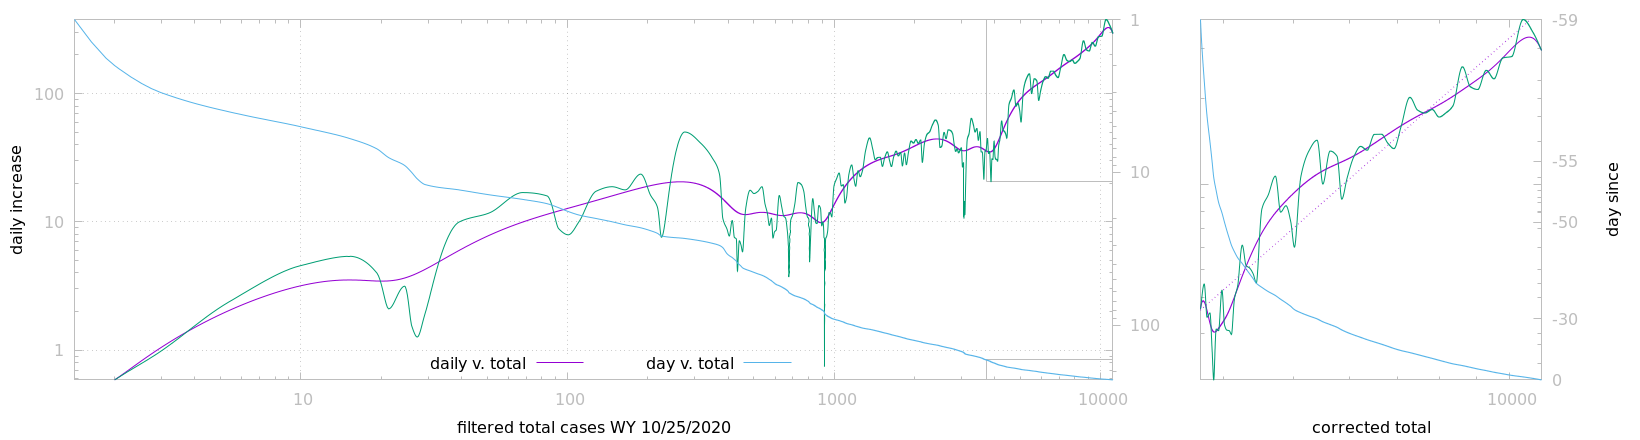 daily increase
100
10
1
daily v. total
day v. total
10
100
1000
10000
filtered total cases WY 10/25/2020
1
10
100
10000
corrected total
-59
-55
-50
-30
0
day since